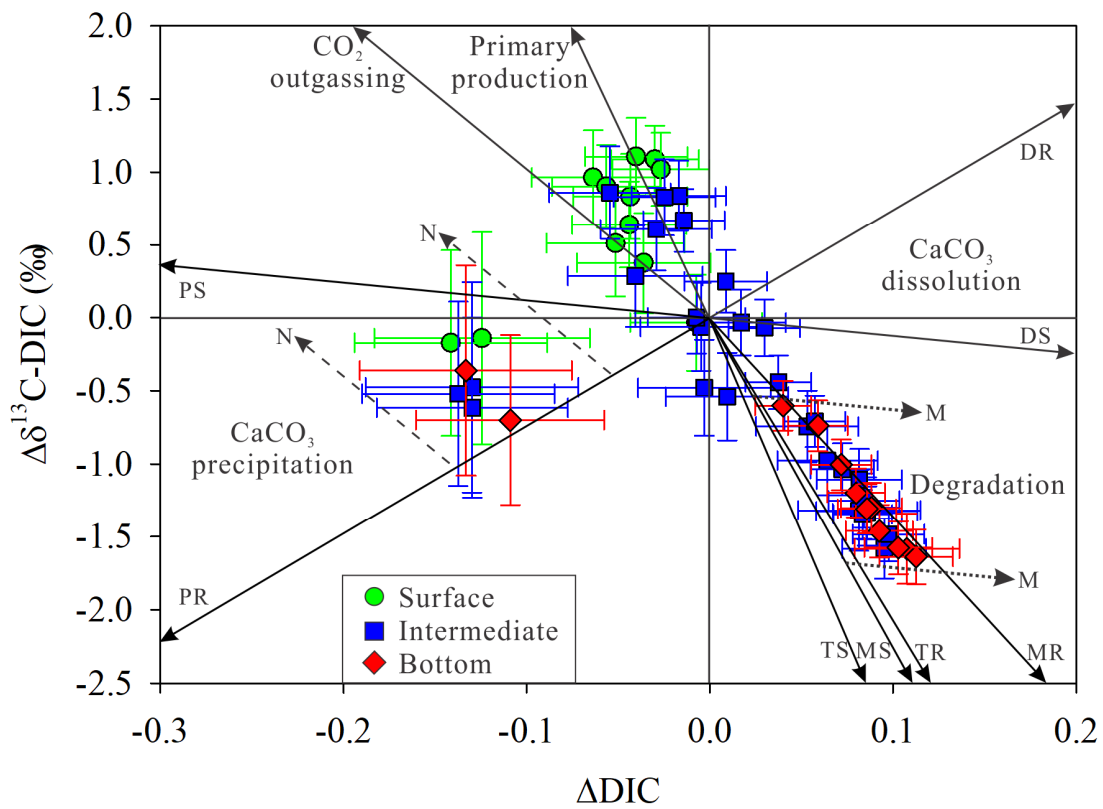 2.0
1.5
1.0
0.5
0.0
-0.5
-1.0
-1.5
-2.0
-2.5
Δδ¹³C-DIC (‰)
CO₂
outgassing
Primary
production
DR
CaCO₃
dissolution
DS
N
PS
N
CaCO₃
precipitation
M
Degradation
M
PR
TS MS TR MR
Surface
Intermediate
Bottom
-0.3 -0.2 -0.1 0.0 0.1 0.2
ΔDIC